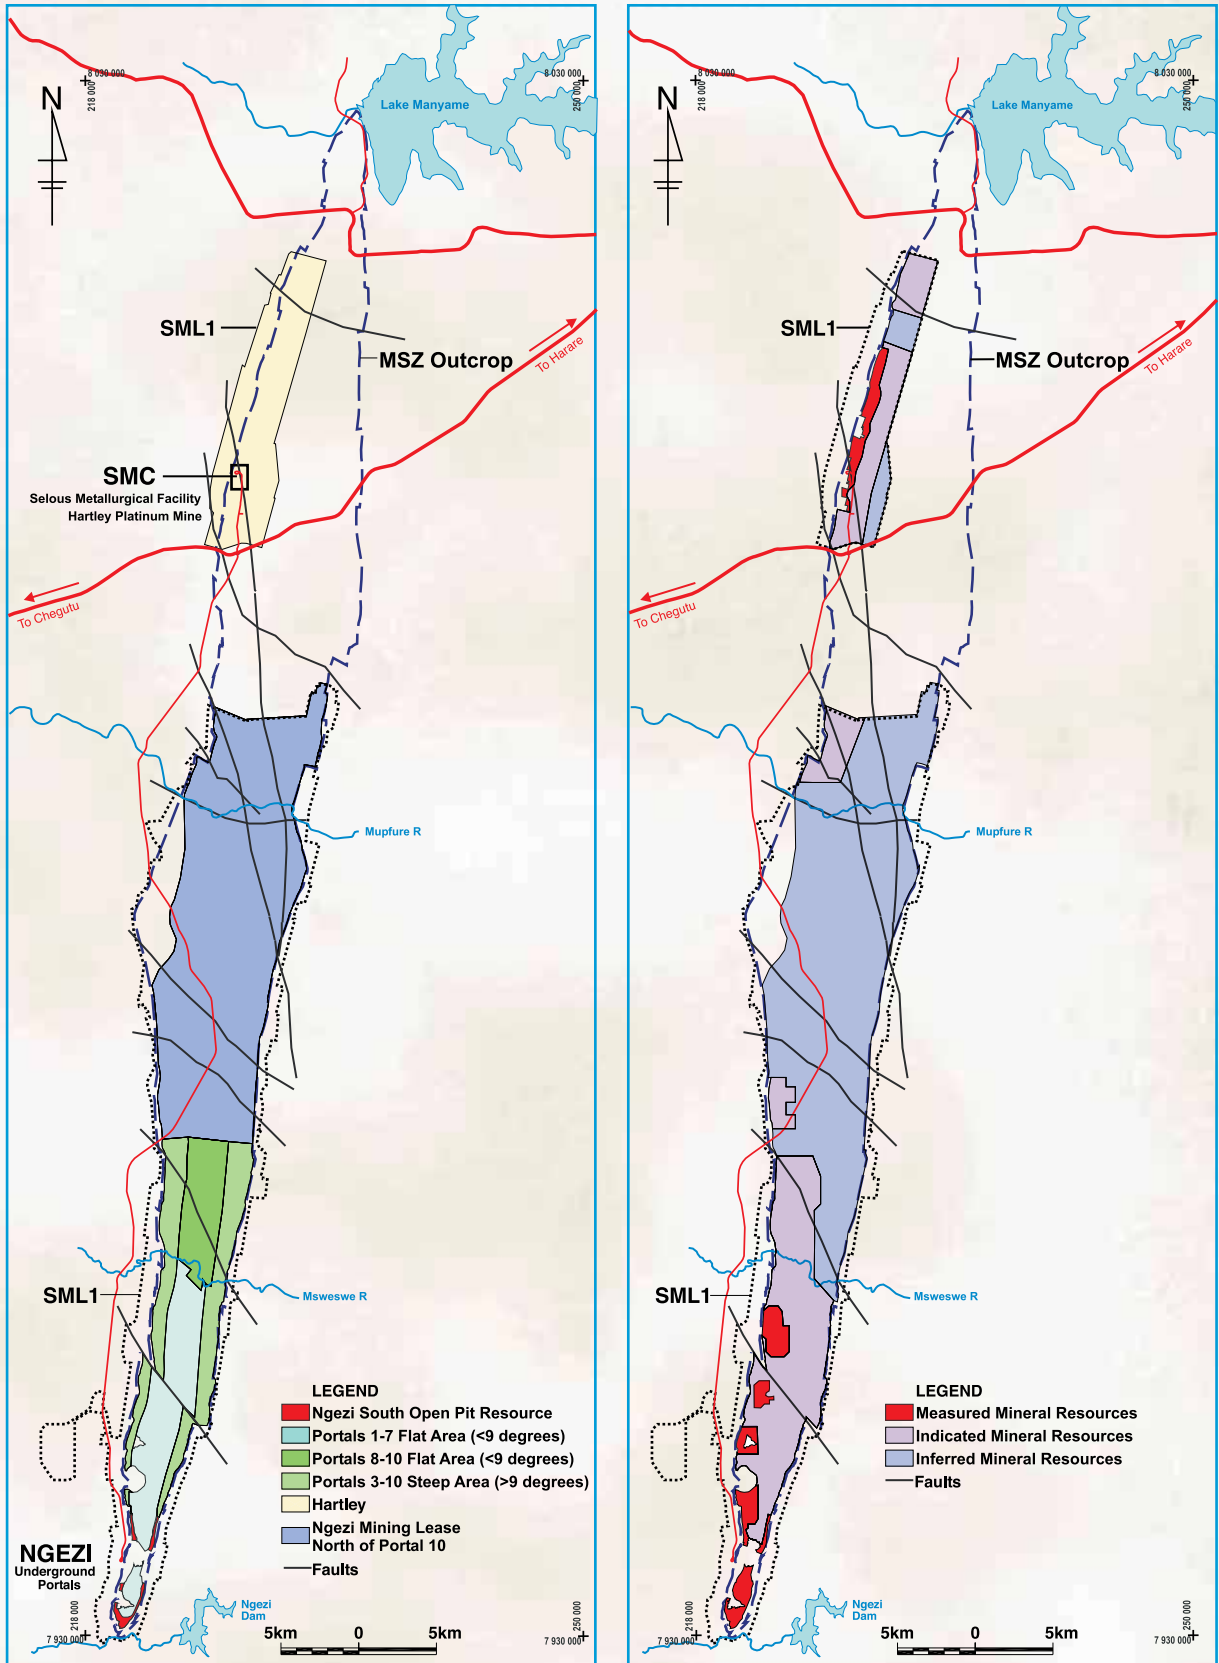 8 030 000
218 000
N
8 030 000
250 000
Lake Manyame
SML1
MSZ Outcrop
To Harare
SMC
Selous Metallurgical Facility
Hartley Platinum Mine
To Chegutu
Mupfure R
SML1
Msweswe R
LEGEND
Ngezi South Open Pit Resource
Portals 1-7 Flat Area (<9 degrees)
Portals 8-10 Flat Area (<9 degrees)
Portals 3-10 Steep Area (>9 degrees)
Hartley
Ngezi Mining Lease
North of Portal 10
Faults
NGEZI
Underground
Portals
218 000
7 930 000
Ngezi
Dam
5km 0 5km
250 000
7 930 000
8 030 000
218 000
N
8 030 000
250 000
Lake Manyame
SML1
MSZ Outcrop
To Harare
To Chegutu
Mupfure R
SML1
Msweswe R
LEGEND
Measured Mineral Resources
Indicated Mineral Resources
Inferred Mineral Resources
Faults
218 000
7 930 000
Ngezi
Dam
5km 0 5km
250 000
7 930 000